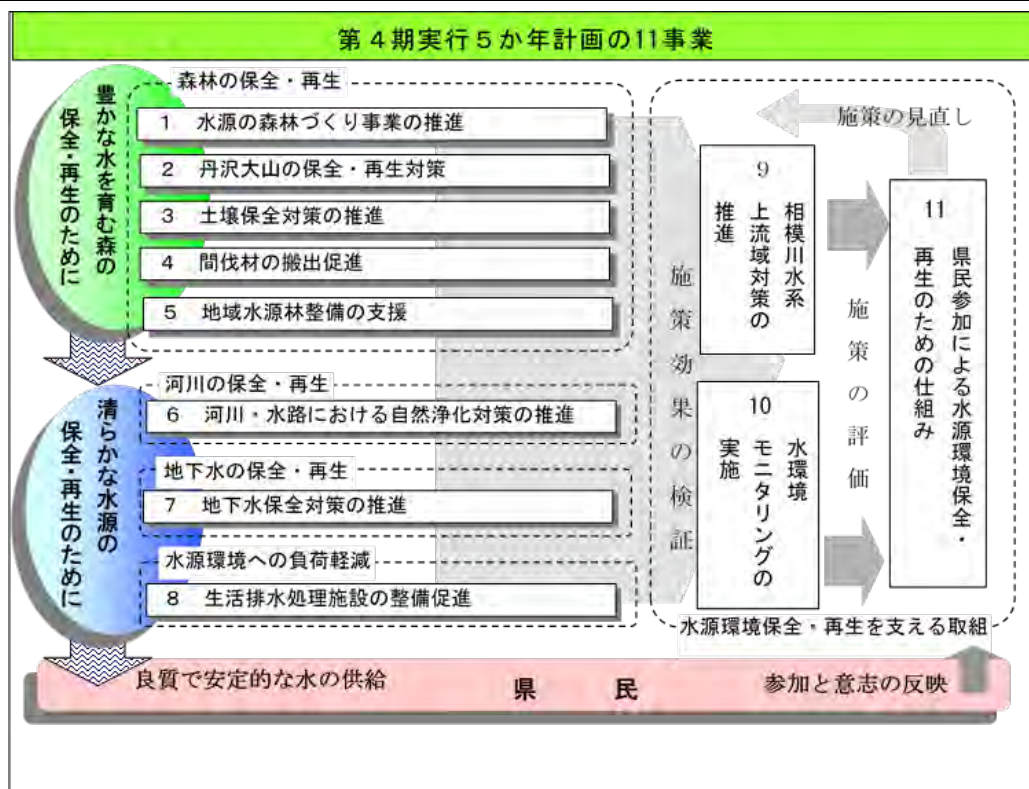 第4期実行5か年計画の11事業
豊かな水を育む森の
保全・再生のために
森林の保全・再生
1 水源の森林づくり事業の推進
2 丹沢大山の保全・再生対策
3 土壌保全対策の推進
4 間伐材の搬出促進
5 地域水源林整備の支援
清らかな水源の
保全・再生のために
河川の保全・再生
6 河川・水路における自然浄化対策の推進
地下水の保全・再生
7 地下水保全対策の推進
水源環境への負荷軽減
8 生活排水処理施設の整備促進
施策効果の検証
9
相模川水系
上流域対策の
推進
10
水環境
モニタリングの
実施
施策の評価
施策の見直し
11
県民参加による水源環境保全・
再生のための仕組み
水源環境保全・再生を支える取組
良質で安定的な水の供給
県 民
参加と意志の反映